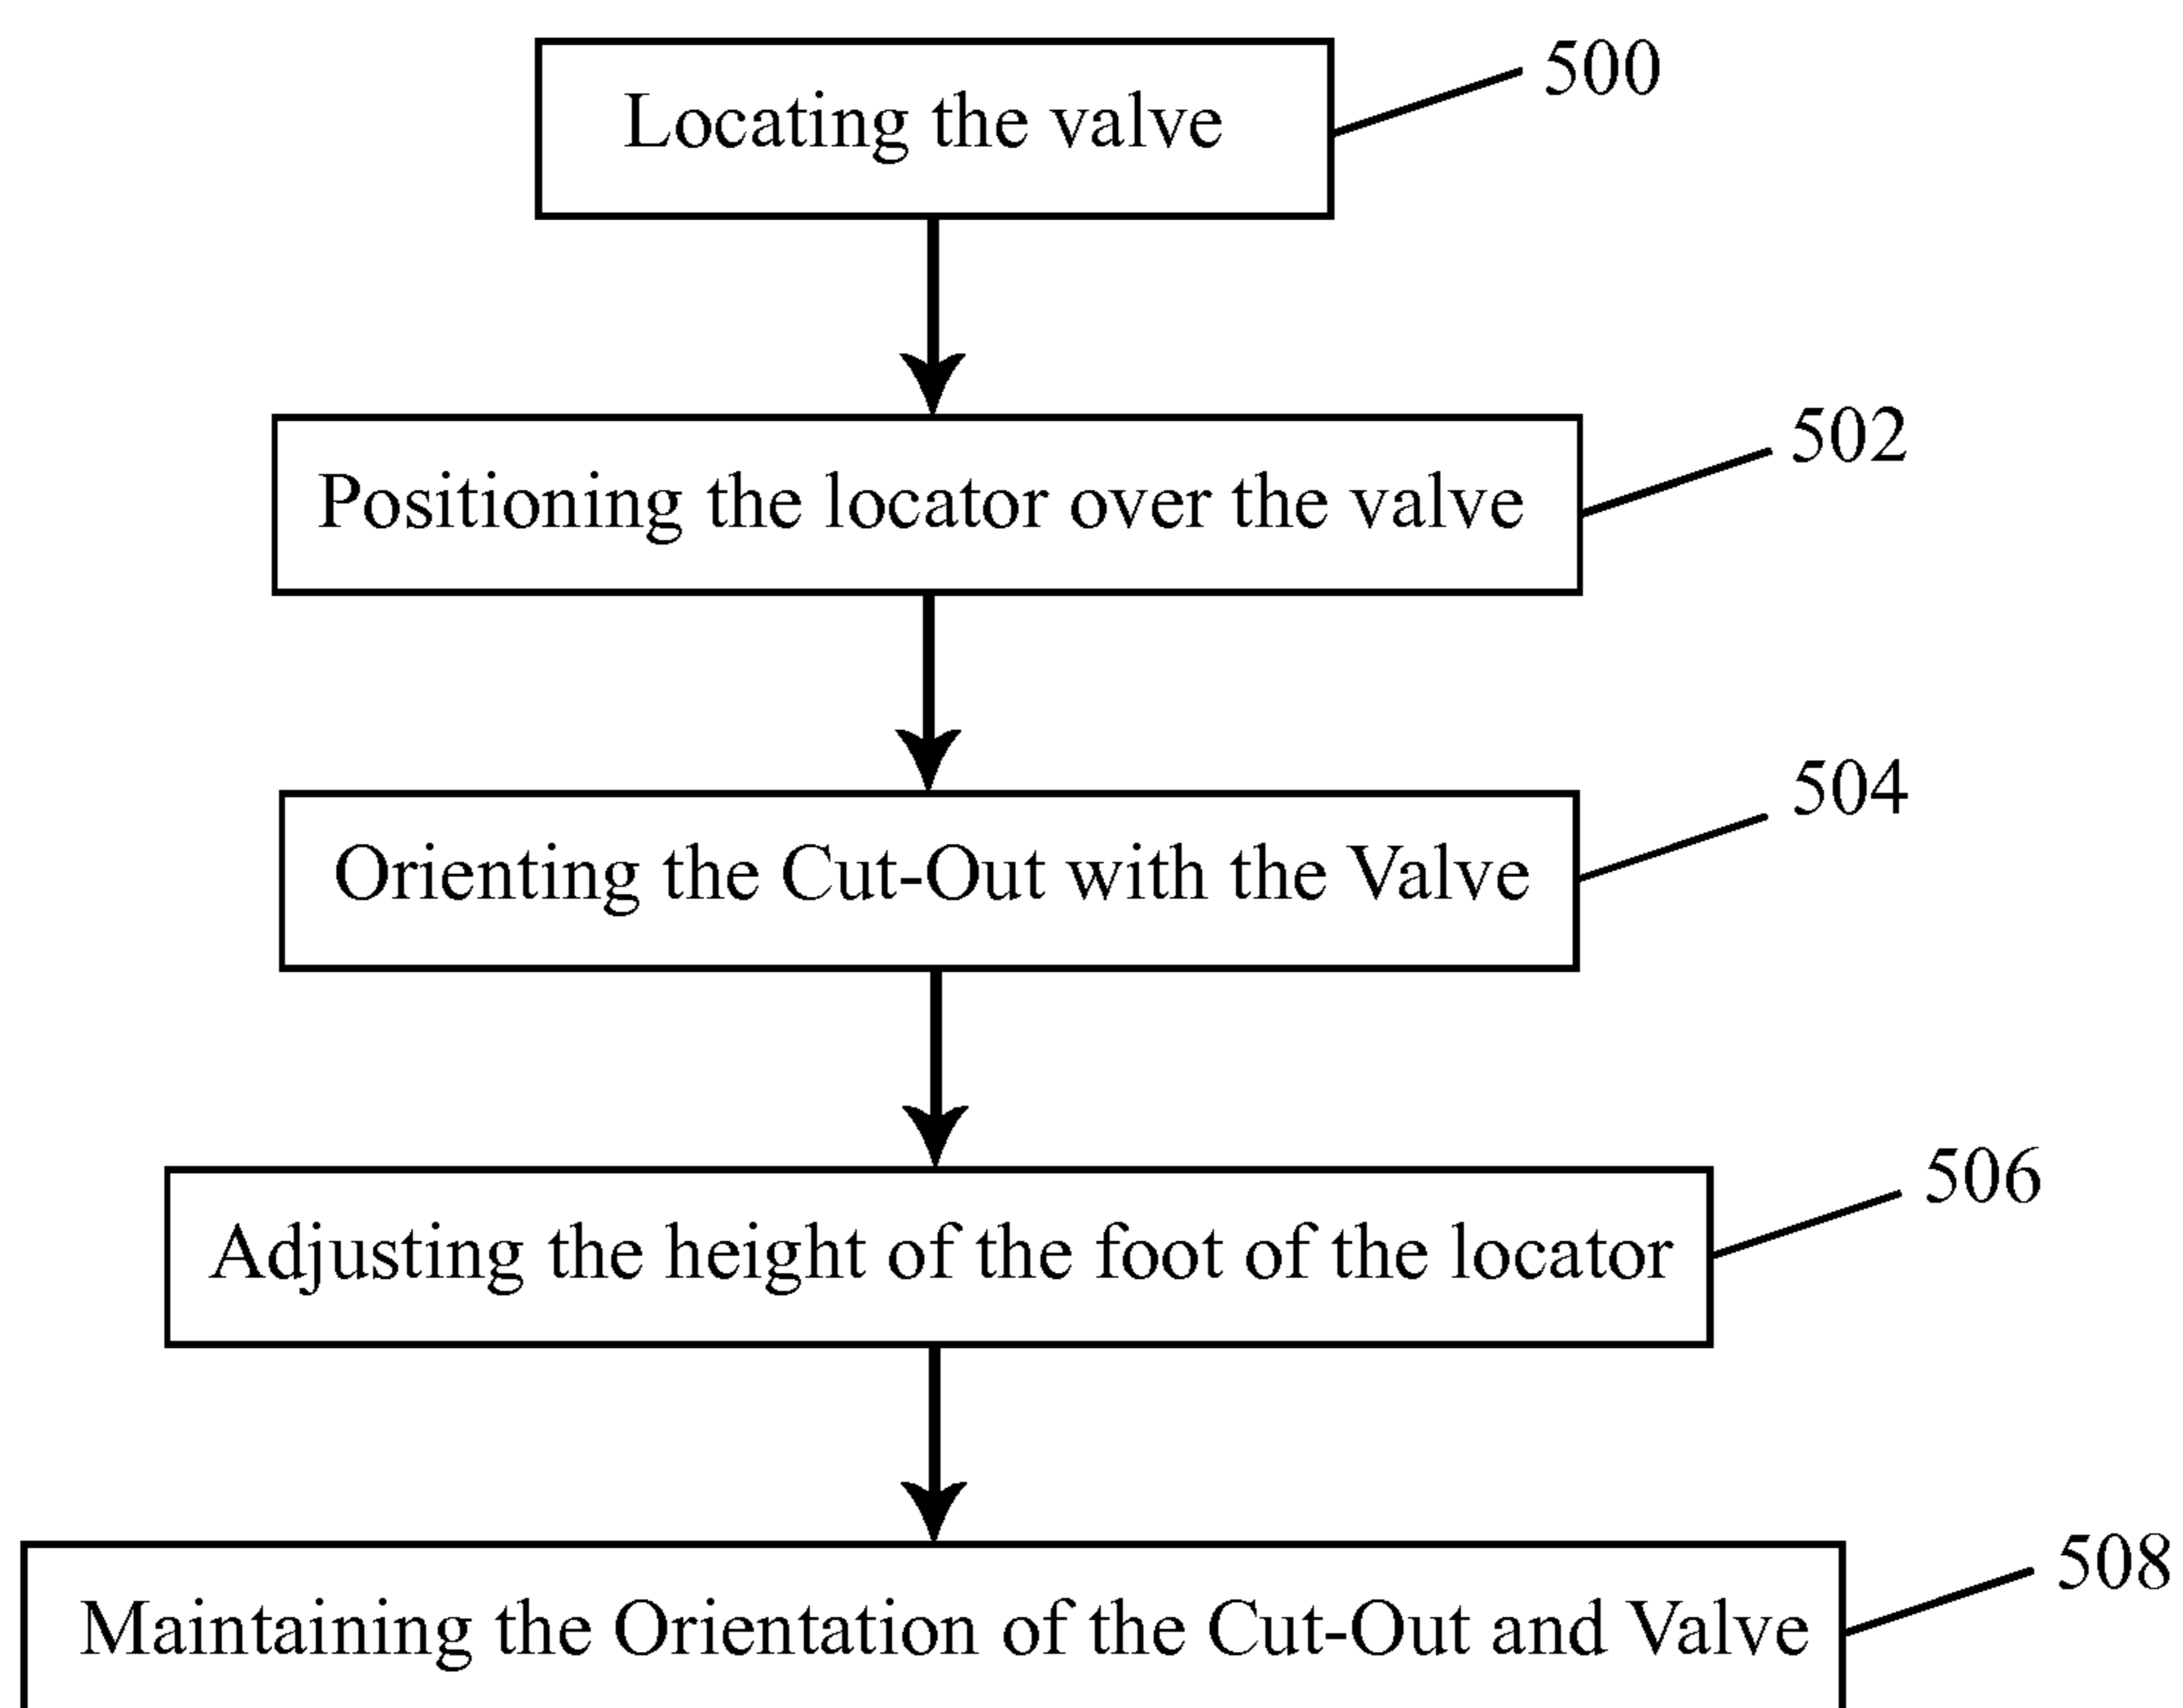 Locating the valve
500
Positioning the locator over the valve
502
Orienting the Cut-Out with the Valve
504
Adjusting the height of the foot of the locator
506
Maintaining the Orientation of the Cut-Out and Valve
508